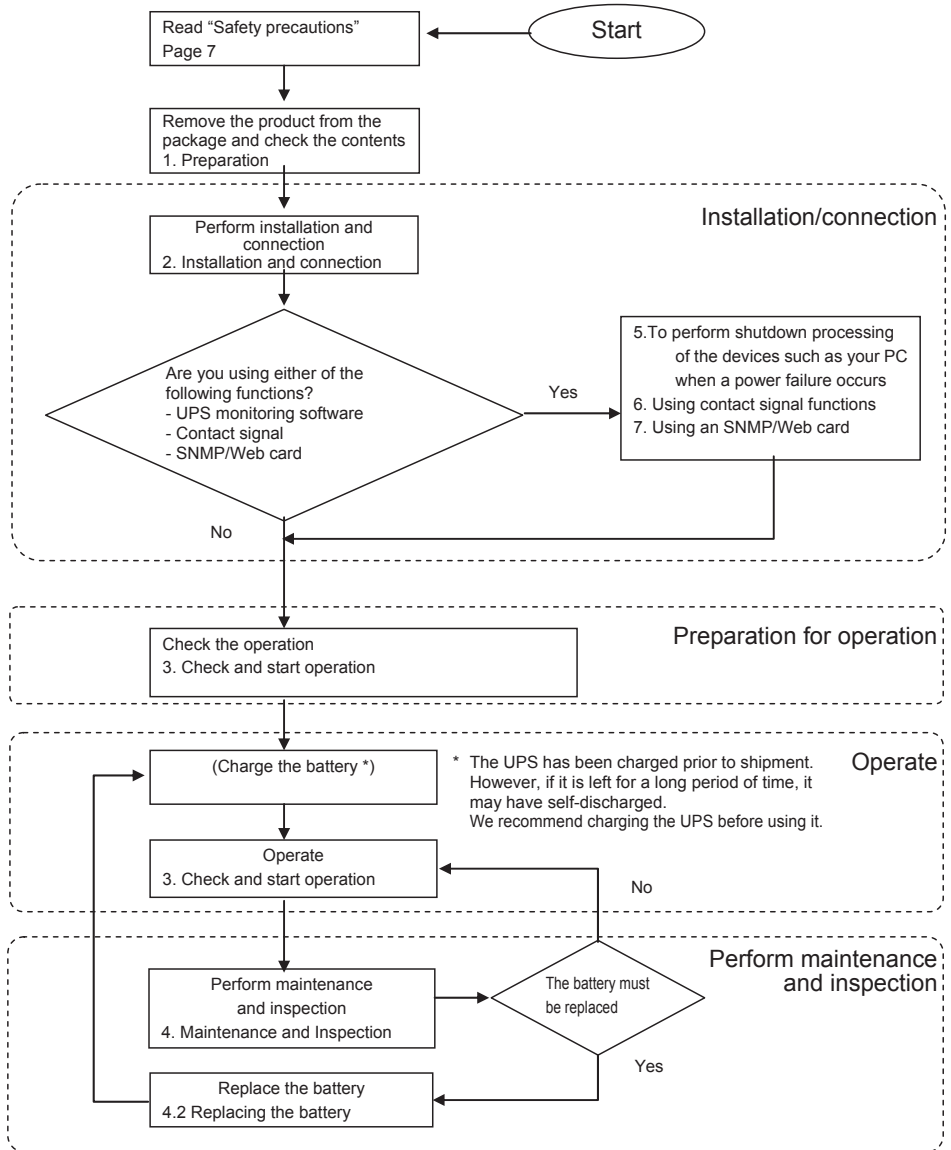 Start
Read “Safety precautions”
Page 7
Remove the product from the
package and check the contents
1. Preparation
Installation/connection
Perform installation and
connection
2. Installation and connection
Are you using either of the
following functions?
- UPS monitoring software
- Contact signal
- SNMP/Web card
Yes
5.To perform shutdown processing
of the devices such as your PC
when a power failure occurs
6. Using contact signal functions
7. Using an SNMP/Web card
No
Preparation for operation
Check the operation
3. Check and start operation
Operate
(Charge the battery *)
* The UPS has been charged prior to shipment.
However, if it is left for a long period of time, it
may have self-discharged.
We recommend charging the UPS before using it.
Operate
3. Check and start operation
No
Perform maintenance
and inspection
Perform maintenance
and inspection
4. Maintenance and Inspection
The battery must
be replaced
Yes
Replace the battery
4.2 Replacing the battery